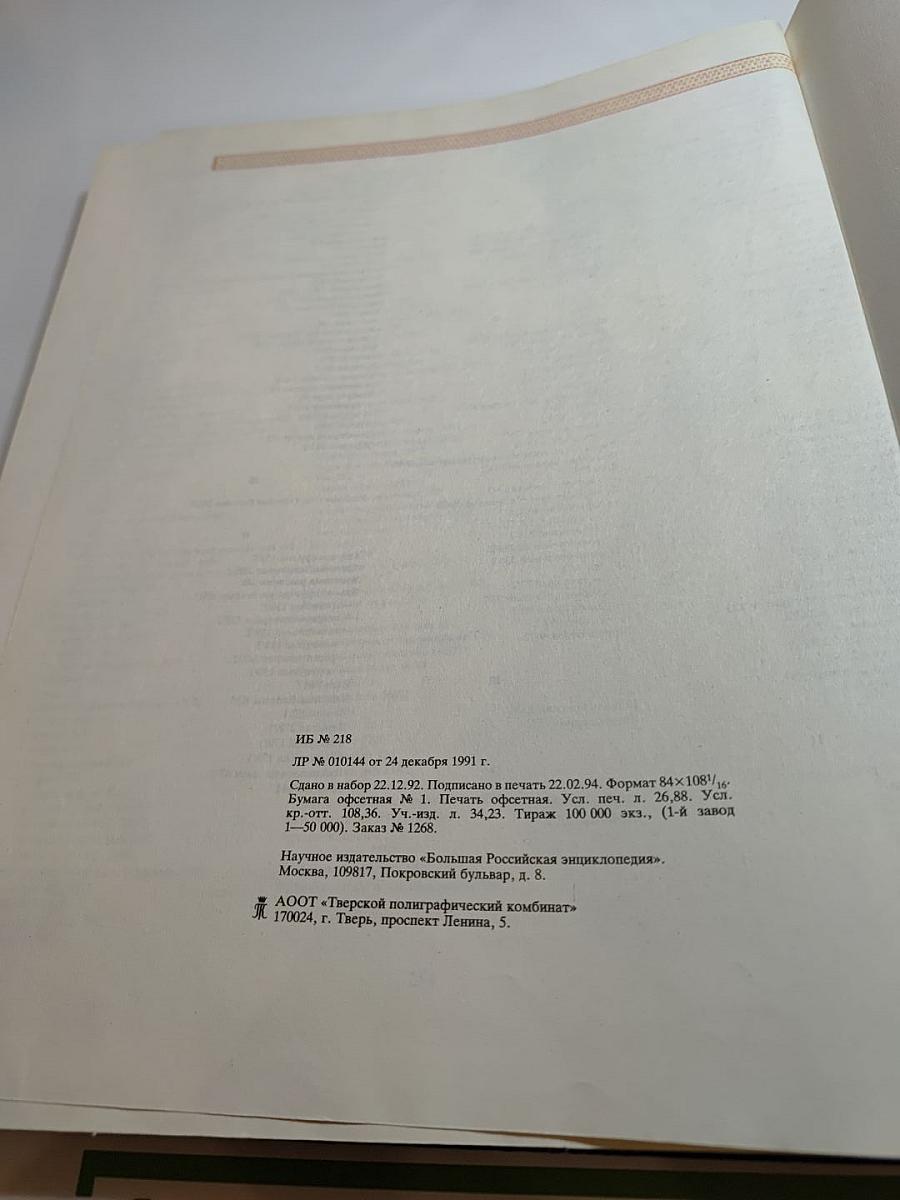 ИБ № 218
ЛР № 010144 от 24 декабря 1991 г.
Сдано в набор 22.12.92. Подписано в печать 22.02.94. Формат 84×108¹/₁₆.
Бумага офсетная № 1. Печать офсетная. Усл. печ. л. 26,88. Усл.
кр.-отт. 108,36. Уч.-изд. л. 34,23. Тираж 100 000 экз., (1-й завод
1—50 000). Заказ № 1268.
Научное издательство «Большая Российская энциклопедия».
Москва, 109817, Покровский бульвар, д. 8.
АООТ «Тверской полиграфический комбинат»
170024, г. Тверь, проспект Ленина, 5.